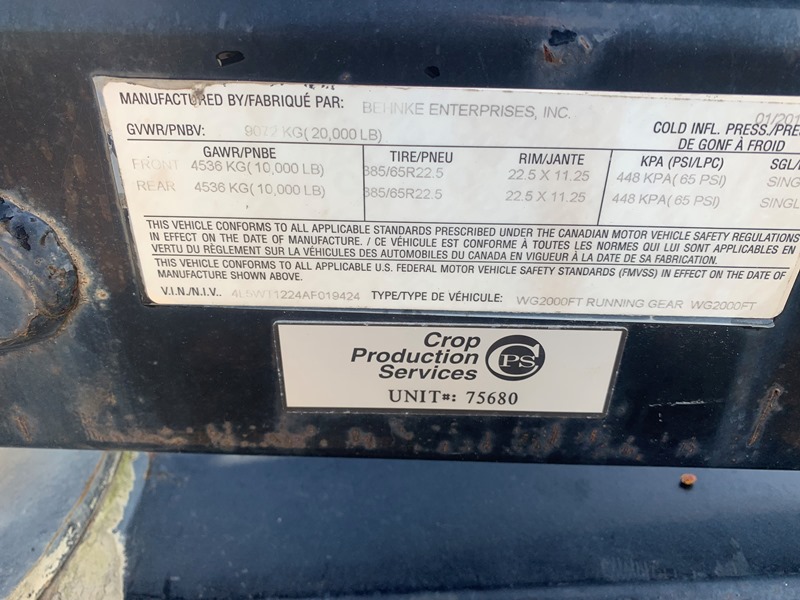 MANUFACTURED BY/FABRIQUÉ PAR: BEHNKE ENTERPRISES, INC. 01/201
GVWR/PNBV: 9072 KG( 20,000 LB)
COLD INFL. PRESS/PRE
DE GONF À FROID
GAWR/PNBE TIRE/PNEU RIM/JANTE KPA (PSI/LPC) SGL/
FRONT 4536 KG( 10,000 LB) 385/65R22.5 22.5 X 11.25 448 KPA( 65 PSI) SING
REAR 4536 KG( 10,000 LB) 385/65R22.5 22.5 X 11.25 448 KPA( 65 PSI) SINGL
THIS VEHICLE CONFORMS TO ALL APPLICABLE STANDARDS PRESCRIBED UNDER THE CANADIAN MOTOR VEHICLE SAFETY REGULATIONS
IN EFFECT ON THE DATE OF MANUFACTURE. / CE VÉHICULE EST CONFORME À TOUTES LES NORMES QUI LUI SONT APPLICABLES EN
VERTU DU RÈGLEMENT SUR LA SÉCURITÉ DES VÉHICULES AUTOMOBILES DU CANADA EN VIGUEUR À LA DATE DE SA FABRICATION.
THIS VEHICLE CONFORMS TO ALL APPLICABLE U.S. FEDERAL MOTOR VEHICLE SAFETY STANDARDS (FMVSS) IN EFFECT ON THE DATE OF
MANUFACTURE SHOWN ABOVE.
V.I.N./N.I.V.. 4L5WT1224AF019424 TYPE/TYPE DE VÉHICULE: WG2000FT RUNNING GEAR WG2000FT
Crop
Production
Services
CPS
UNIT#: 75680